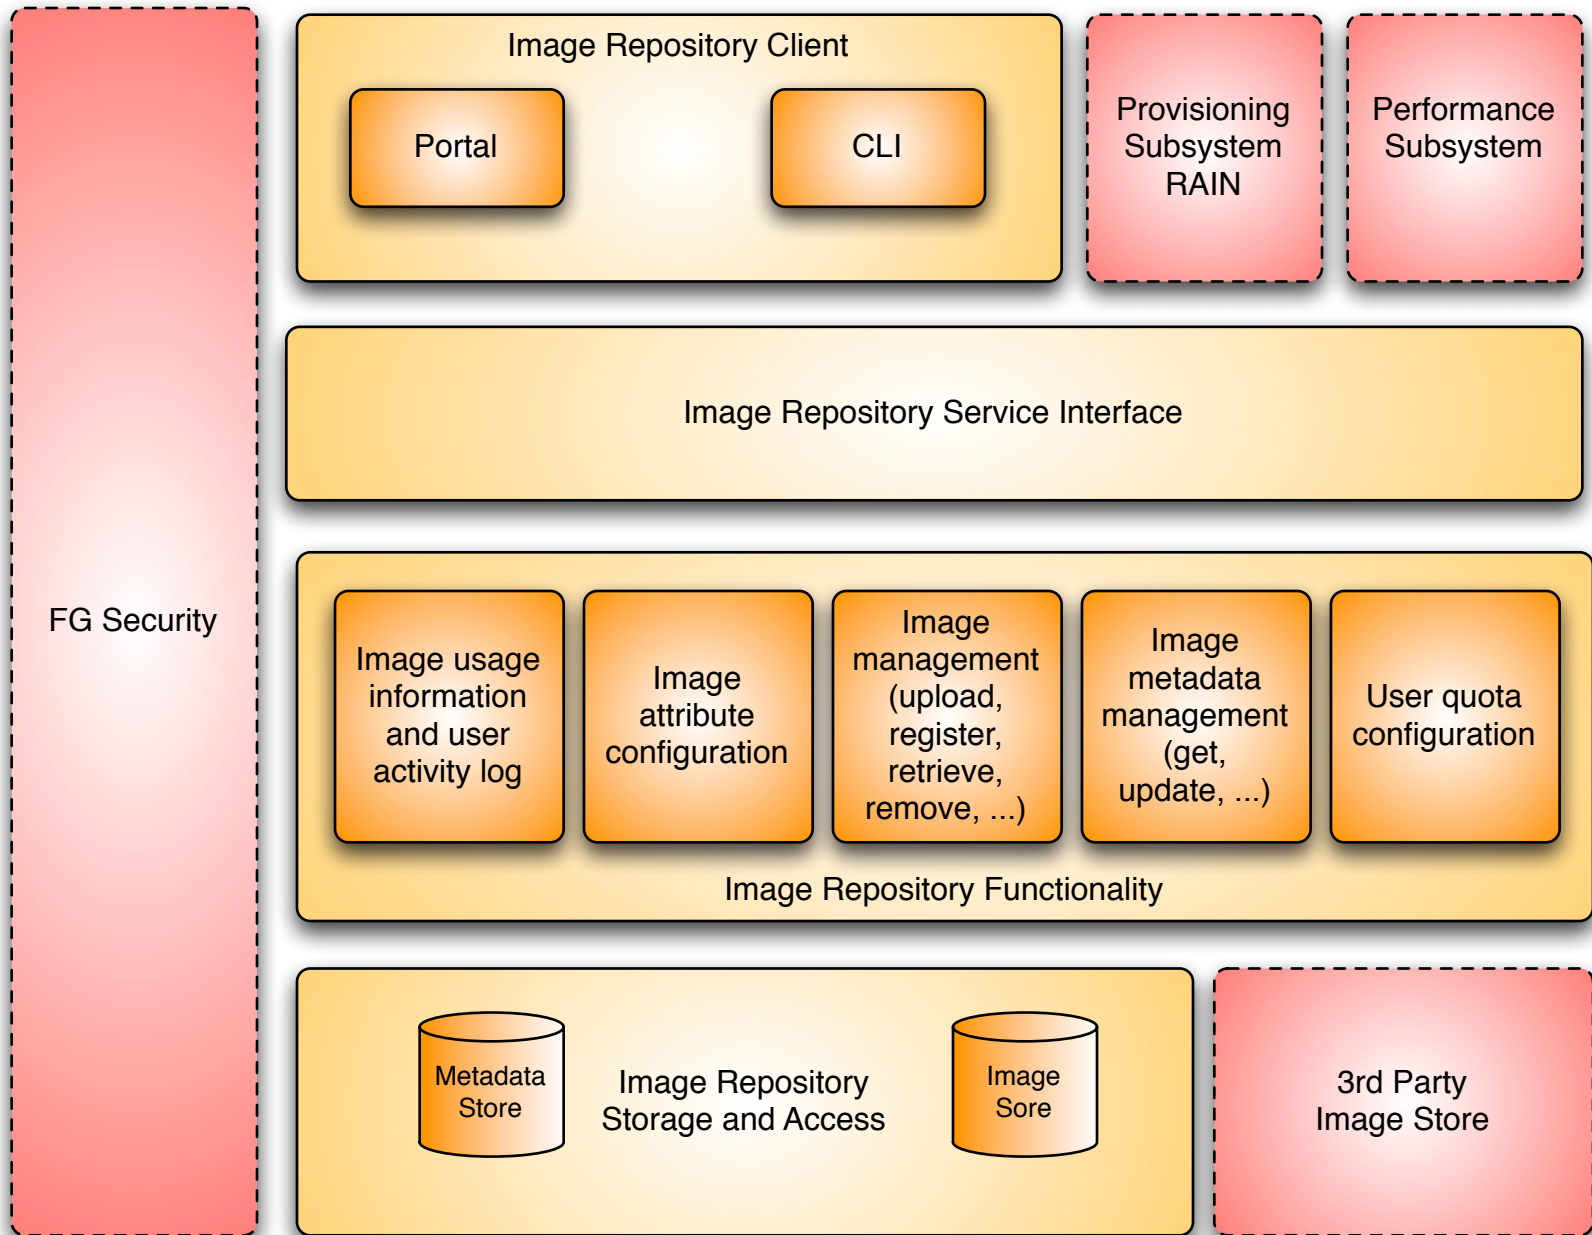 Image Repository Client
Portal
CLI
Provisioning
Subsystem
RAIN
Performance
Subsystem
Image Repository Service Interface
FG Security
Image usage
information
and user
activity log
Image
attribute
configuration
Image
management
(upload,
register,
retrieve,
remove, ...)
Image
metadata
management
(get,
update, ...)
User quota
configuration
Image Repository Functionality
Metadata
Store
Image Repository
Storage and Access
Image
Sore
3rd Party
Image Store